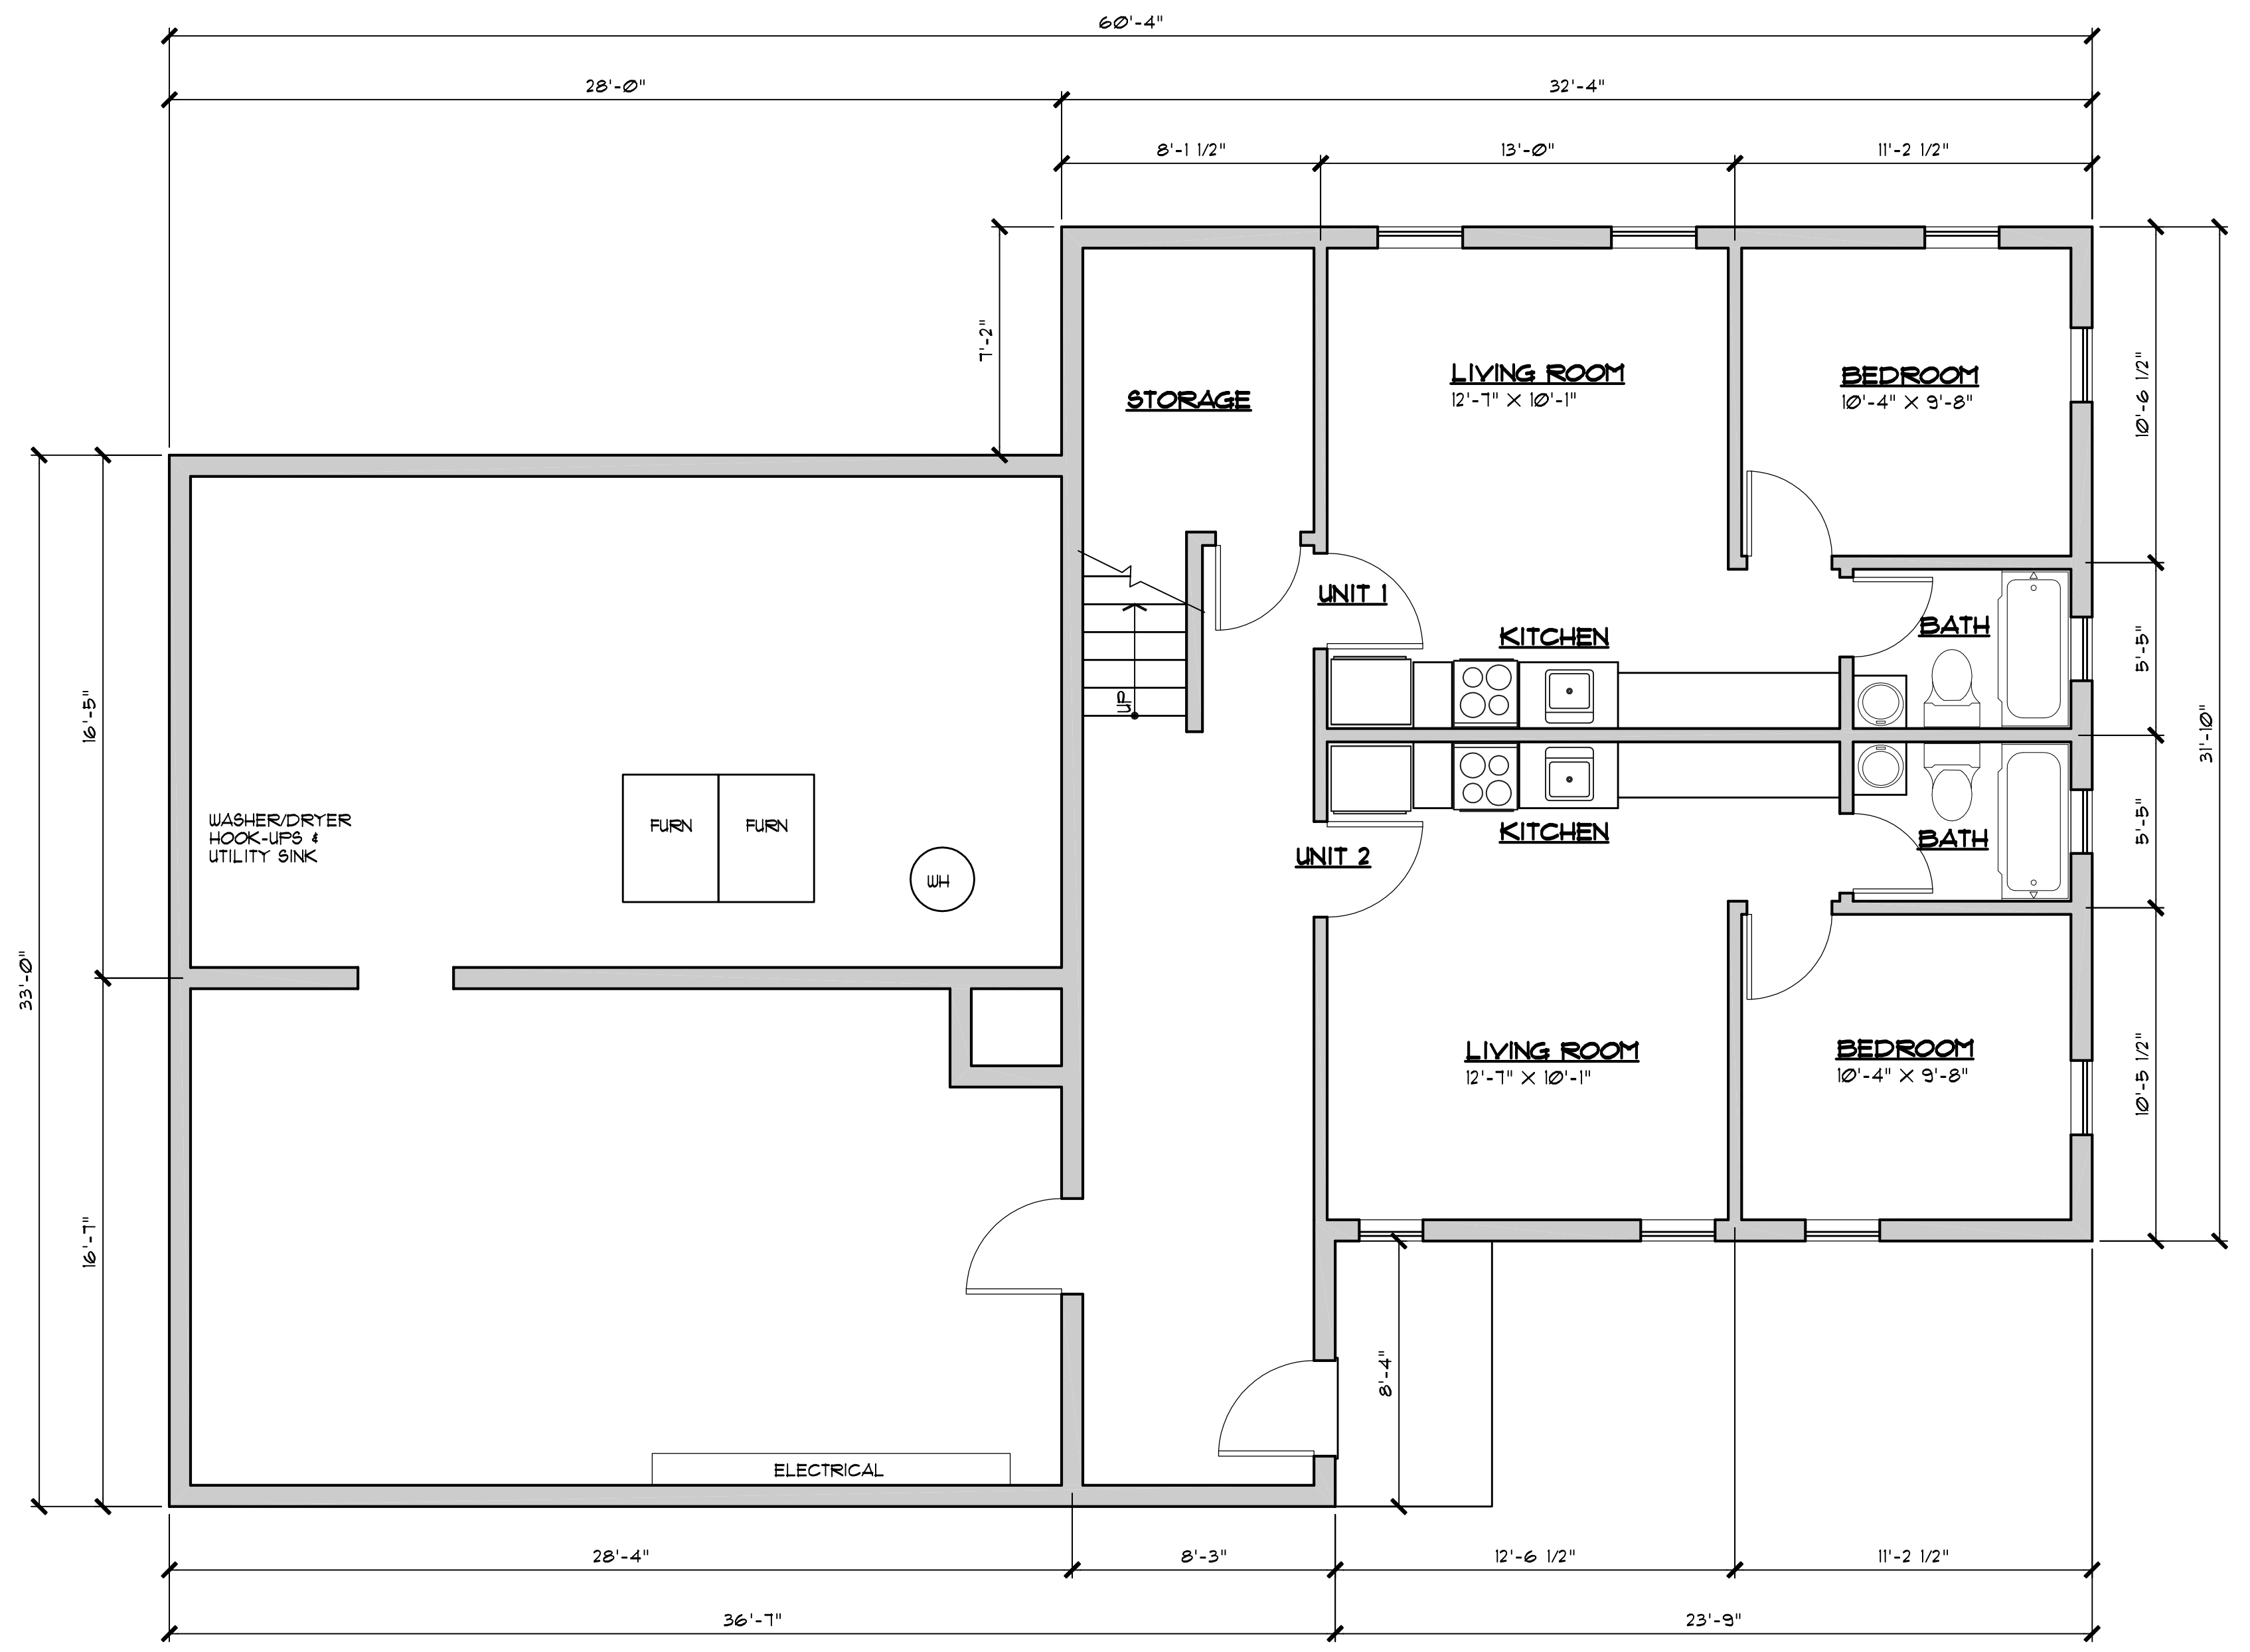 60'-4"
28'-0"
32'-4"
8'-1 1/2"
13'-0"
11'-2 1/2"
7'-2"
STORAGE
LIVING ROOM
12'-7" X 10'-1"
BEDROOM
10'-4" X 9'-8"
10'-6 1/2"
UNIT 1
KITCHEN
BATH
5'-5"
16'-5"
UP
31'-10"
WASHER/DRYER
HOOK-UPS &
UTILITY SINK
FURN
FURN
WH
UNIT 2
KITCHEN
BATH
5'-5"
33'-0"
LIVING ROOM
12'-7" X 10'-1"
BEDROOM
10'-4" X 9'-8"
10'-5 1/2"
16'-7"
8'-4"
ELECTRICAL
28'-4"
8'-3"
12'-6 1/2"
11'-2 1/2"
36'-7"
23'-9"